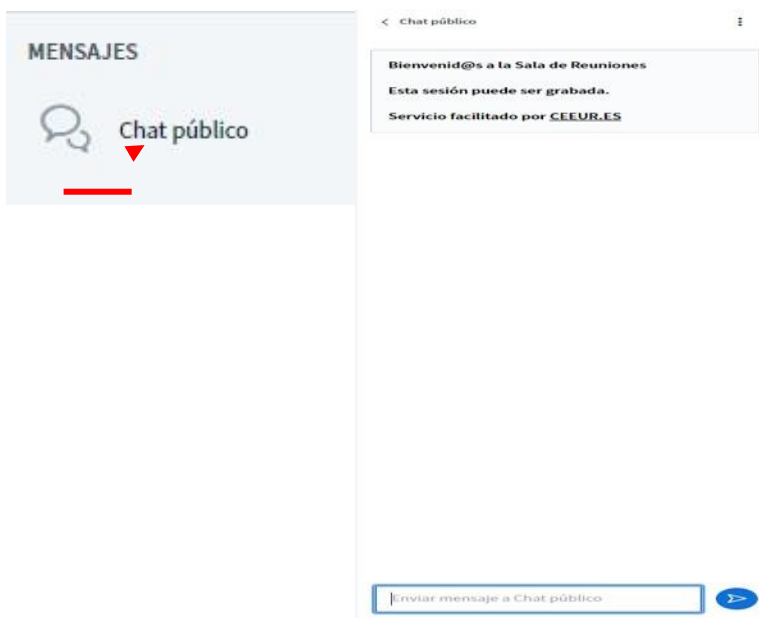 MENSAJES
Chat público
< Chat público
Bienvenid@s a la Sala de Reuniones
Esta sesión puede ser grabada.
Servicio facilitado por CEEUR.ES
Enviar mensaje a Chat público